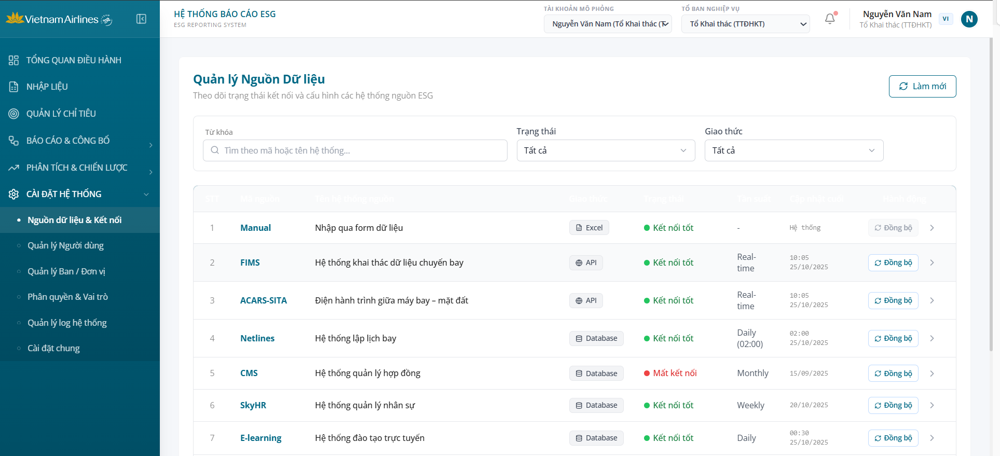 Vietnam Airlines
HỆ THỐNG BÁO CÁO ESG
ESG REPORTING SYSTEM
TÀI KHOẢN MÔ PHỎNG
Nguyễn Văn Nam (Tổ Khai thác (T
TỔ BAN NGHIỆP VỤ
Tổ Khai thác (TTĐHKT)
Nguyễn Văn Nam
Tổ Khai thác (TTĐHKT)
VI
N
TỔNG QUAN ĐIỀU HÀNH
NHẬP LIỆU
QUẢN LÝ CHỈ TIÊU
BÁO CÁO & CÔNG BỐ
PHÂN TÍCH & CHIẾN LƯỢC
CÀI ĐẶT HỆ THỐNG
Nguồn dữ liệu & Kết nối
Quản lý Người dùng
Quản lý Ban / Đơn vị
Phân quyền & Vai trò
Quản lý log hệ thống
Cài đặt chung
Quản lý Nguồn Dữ liệu
Theo dõi trạng thái kết nối và cấu hình các hệ thống nguồn ESG
Làm mới
Từ khóa
Tìm theo mã hoặc tên hệ thống...
Trạng thái
Tất cả
Giao thức
Tất cả
STT Mã nguồn Tên hệ thống nguồn Giao thức Trạng thái Tần suất Cập nhật cuối Hành động
1 Manual Nhập qua form dữ liệu Excel Kết nối tốt - Hệ thống Đồng bộ
2 FIMS Hệ thống khai thác dữ liệu chuyến bay API Kết nối tốt Real-time 10:05 25/10/2025 Đồng bộ
3 ACARS-SITA Điện hành trình giữa máy bay – mặt đất API Kết nối tốt Real-time 10:05 25/10/2025 Đồng bộ
4 Netlines Hệ thống lập lịch bay Database Kết nối tốt Daily (02:00) 02:00 25/10/2025 Đồng bộ
5 CMS Hệ thống quản lý hợp đồng Database Mất kết nối Monthly 15/09/2025 Đồng bộ
6 SkyHR Hệ thống quản lý nhân sự Database Kết nối tốt Weekly 20/10/2025 Đồng bộ
7 E-learning Hệ thống đào tạo trực tuyến Database Kết nối tốt Daily 00:30 25/10/2025 Đồng bộ